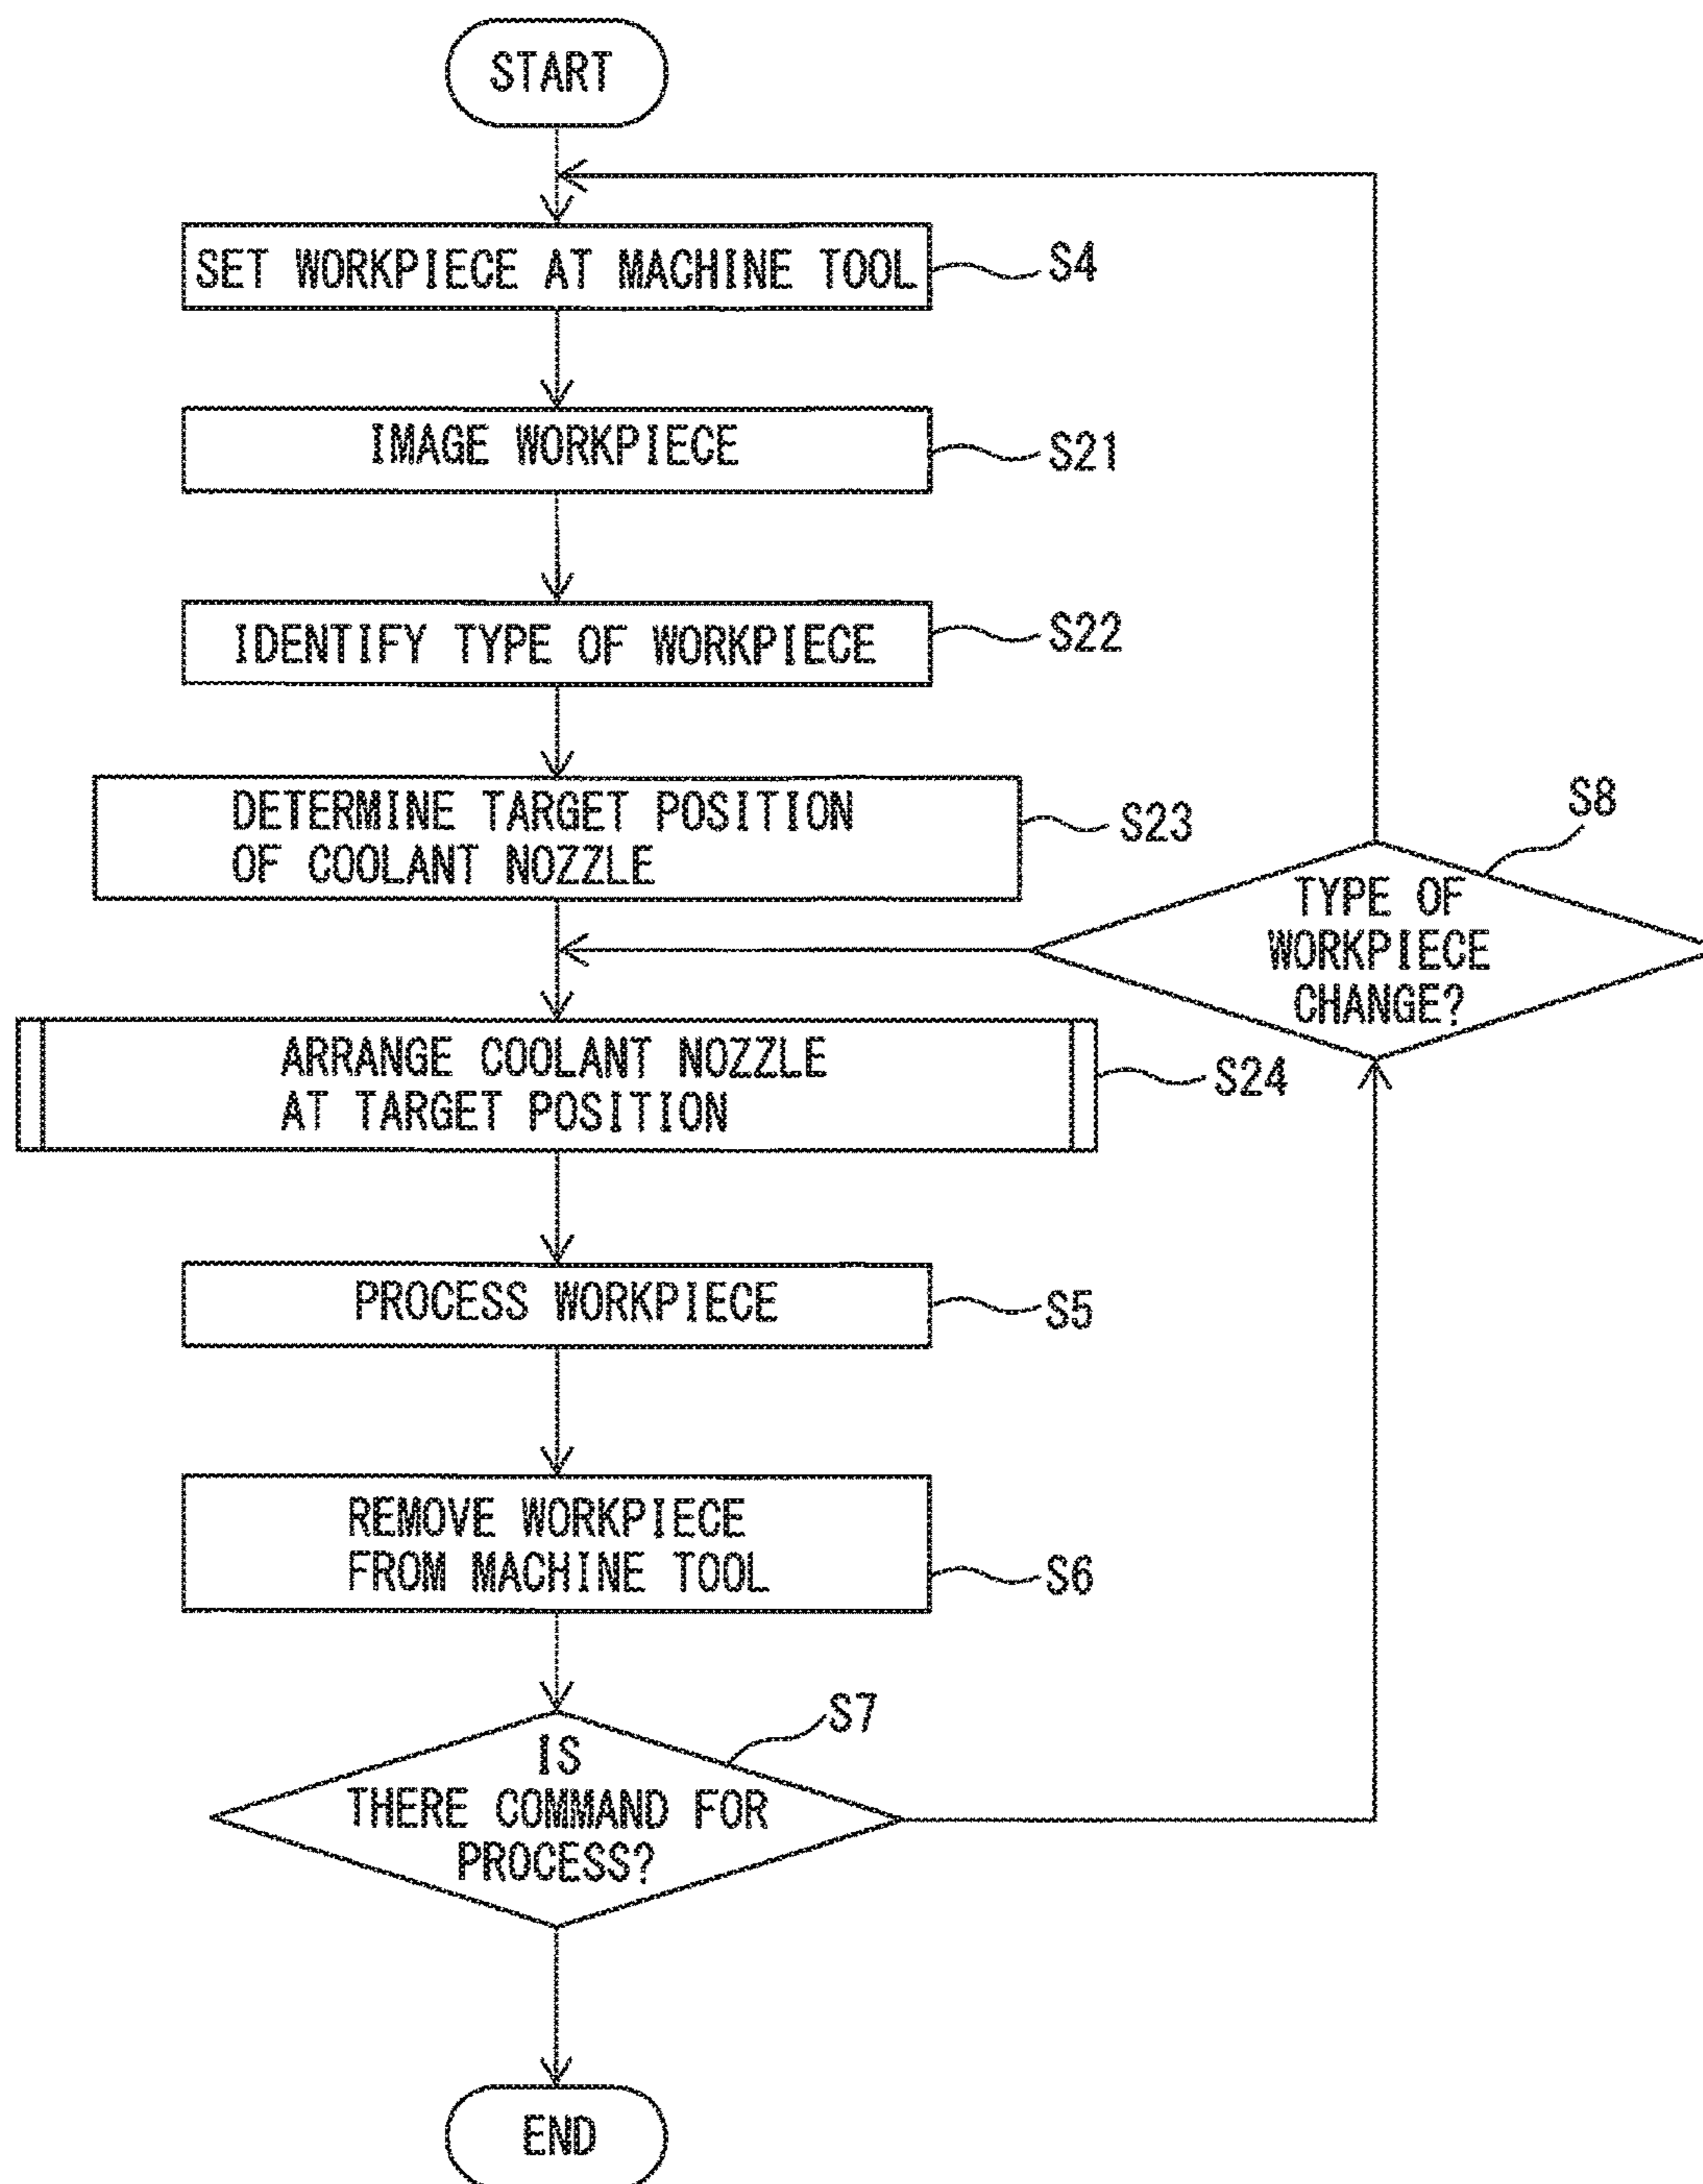 START
SET WORKPIECE AT MACHINE TOOL
S4
IMAGE WORKPIECE
S21
IDENTIFY TYPE OF WORKPIECE
S22
DETERMINE TARGET POSITION
OF COOLANT NOZZLE
S23
S8
TYPE OF
WORKPIECE
CHANGE?
ARRANGE COOLANT NOZZLE
AT TARGET POSITION
S24
PROCESS WORKPIECE
S5
REMOVE WORKPIECE
FROM MACHINE TOOL
S6
S7
IS
THERE COMMAND FOR
PROCESS?
END